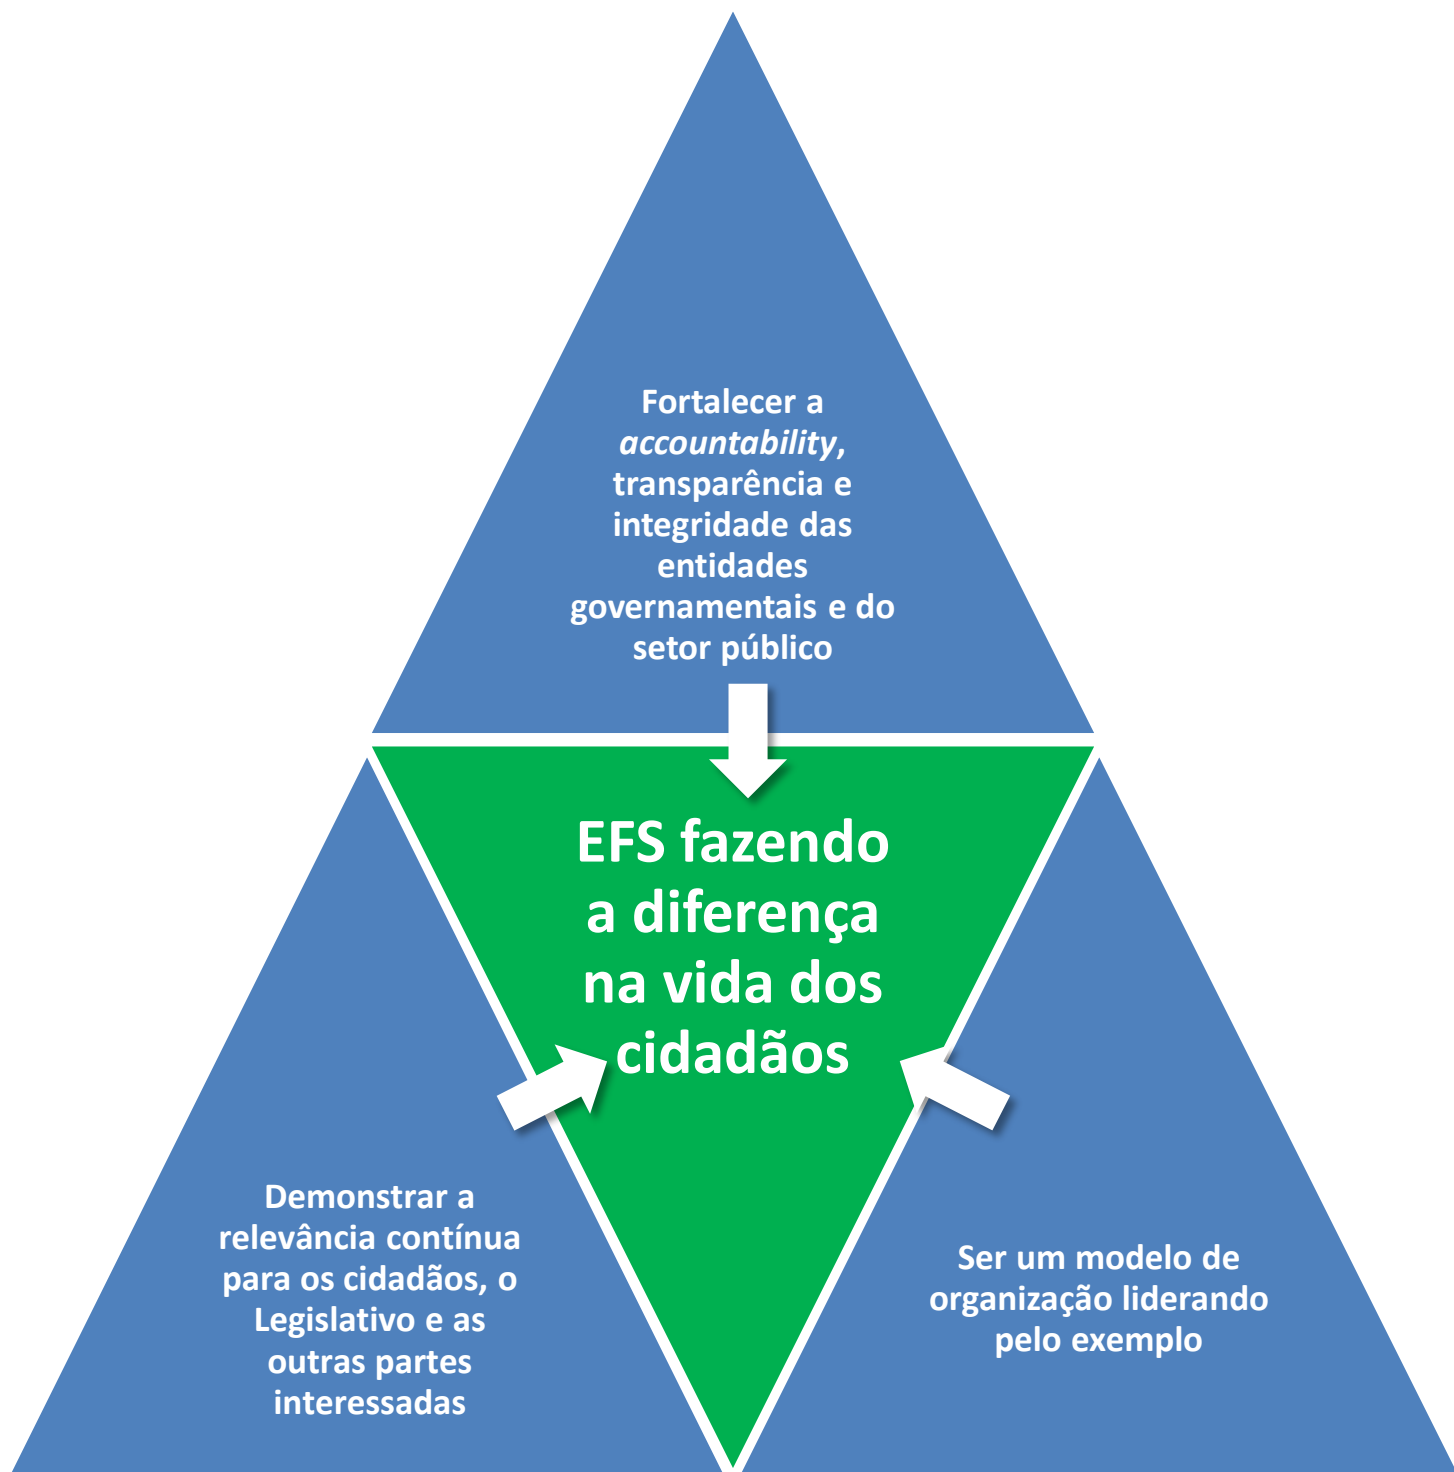 Fortalecer a
accountability,
transparência e
integridade das
entidades
governamentais e do
setor público
EFS fazendo
a diferença
na vida dos
cidadãos
Demonstrar a
relevância contínua
para os cidadãos, o
Legislativo e as
outras partes
interessadas
Ser um modelo de
organização liderando
pelo exemplo